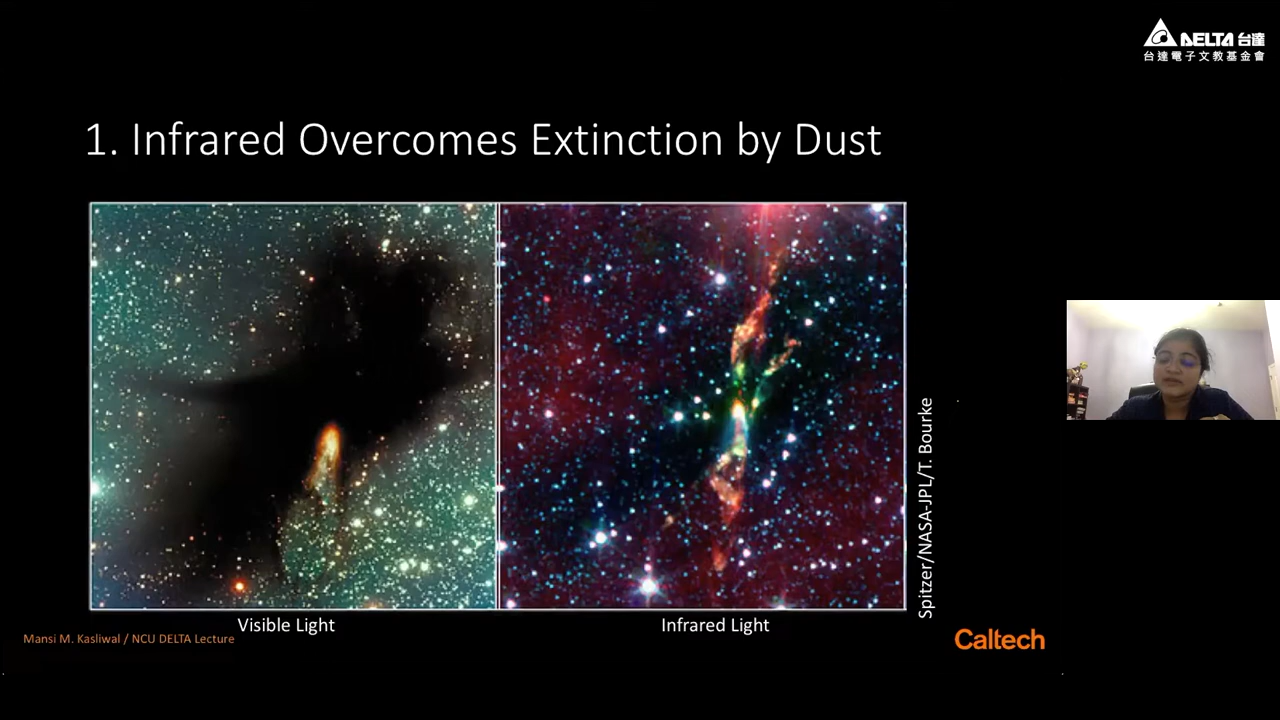 DELTA 台達
台達電子文教基金會
1. Infrared Overcomes Extinction by Dust
Spitzer/NASA-JPL/T. Bourke
Visible Light
Infrared Light
Mansi M. Kasliwal / NCU DELTA Lecture
Caltech